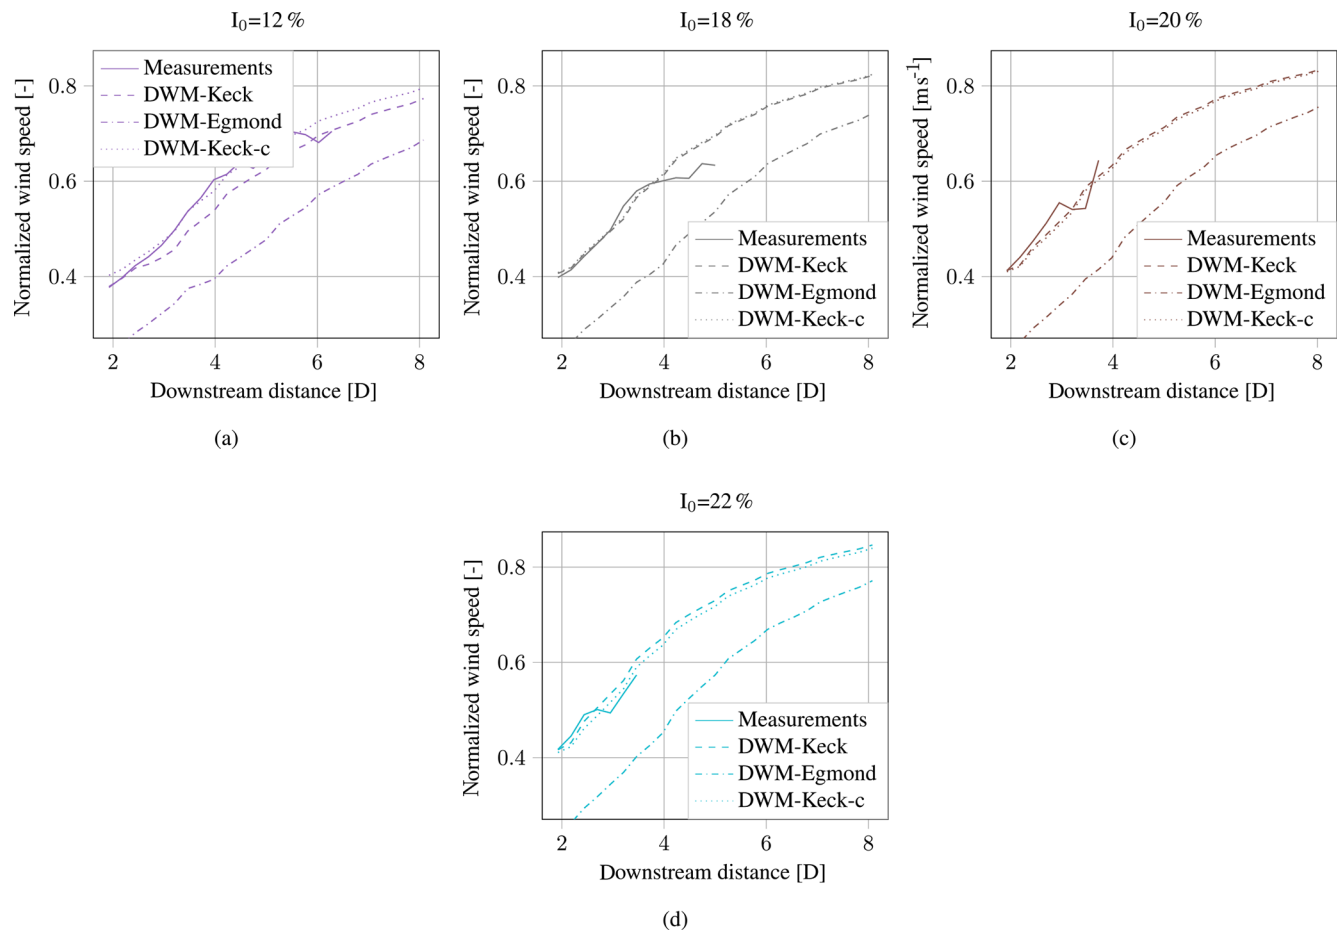 I0=12 %
Normalized wind speed [-]
0.8
0.6
0.4
Measurements
DWM-Keck
DWM-Egmond
DWM-Keck-c
2 4 6 8
Downstream distance [D]
(a)
I0=18 %
Normalized wind speed [-]
0.8
0.6
0.4
Measurements
DWM-Keck
DWM-Egmond
DWM-Keck-c
2 4 6 8
Downstream distance [D]
(b)
I0=20 %
Normalized wind speed [ms-1]
0.8
0.6
0.4
Measurements
DWM-Keck
DWM-Egmond
DWM-Keck-c
2 4 6 8
Downstream distance [D]
(c)
I0=22 %
Normalized wind speed [-]
0.8
0.6
0.4
Measurements
DWM-Keck
DWM-Egmond
DWM-Keck-c
2 4 6 8
Downstream distance [D]
(d)